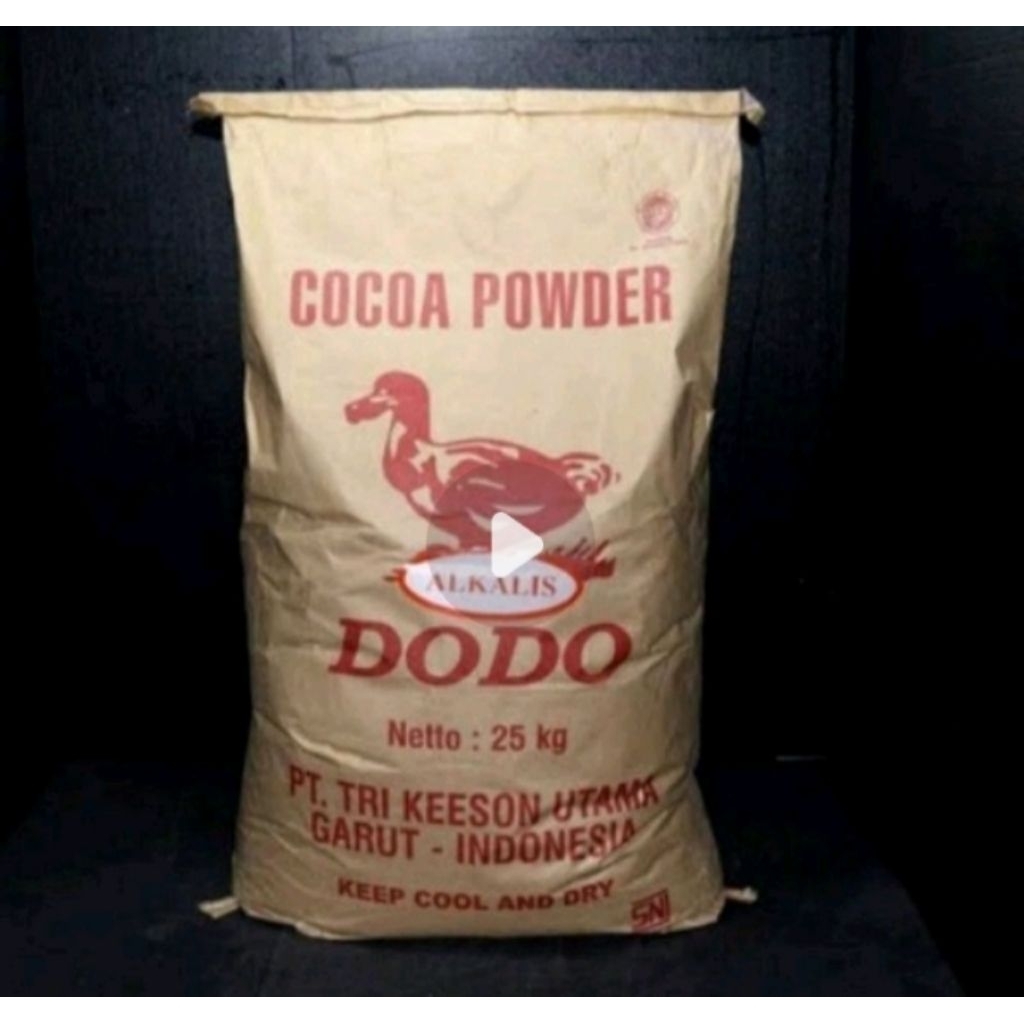 COCOA POWDER
ALKALIS
DODO
Netto : 25 kg
PT. TRI KEESON UTAMA
GARUT - INDONESIA
KEEP COOL AND DRY
SNI